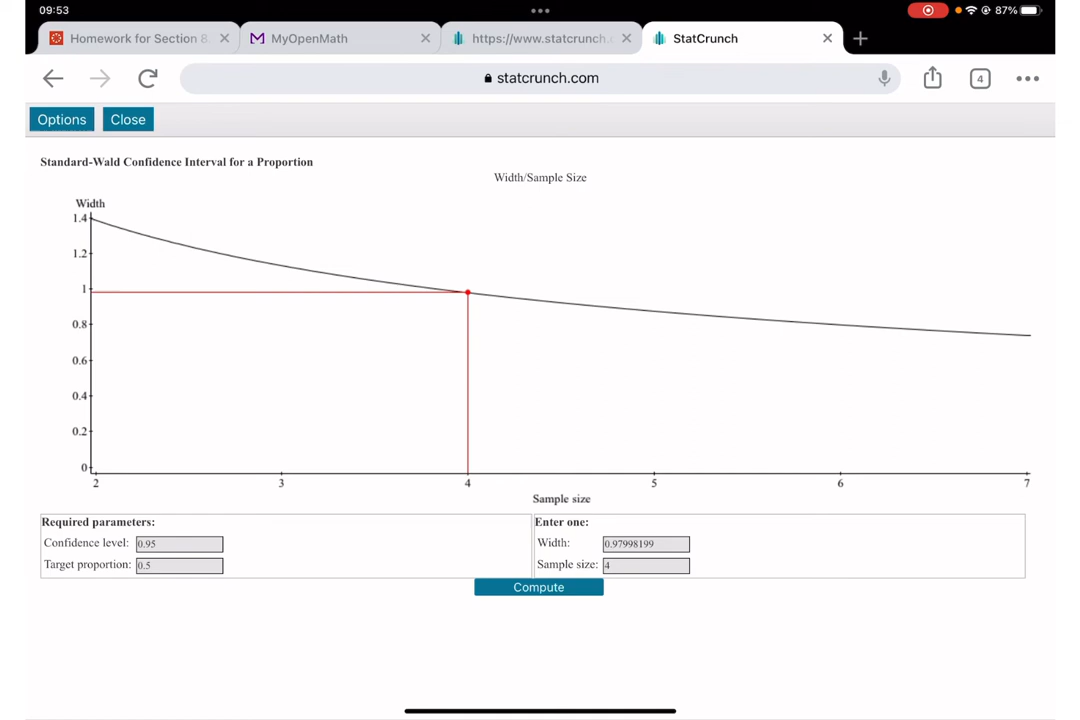 09:53
87%
Homework for Section 8
MyOpenMath
https://www.statcrunch.c
StatCrunch
statcrunch.com
4
Options
Close
Standard-Wald Confidence Interval for a Proportion
Width/Sample Size
Width
1.4
1.2
1
0.8
0.6
0.4
0.2
0
2 3 4 5 6 7
Sample size
Required parameters:
Confidence level: 0.95
Target proportion: 0.5
Enter one:
Width: 0.97998199
Sample size: 4
Compute